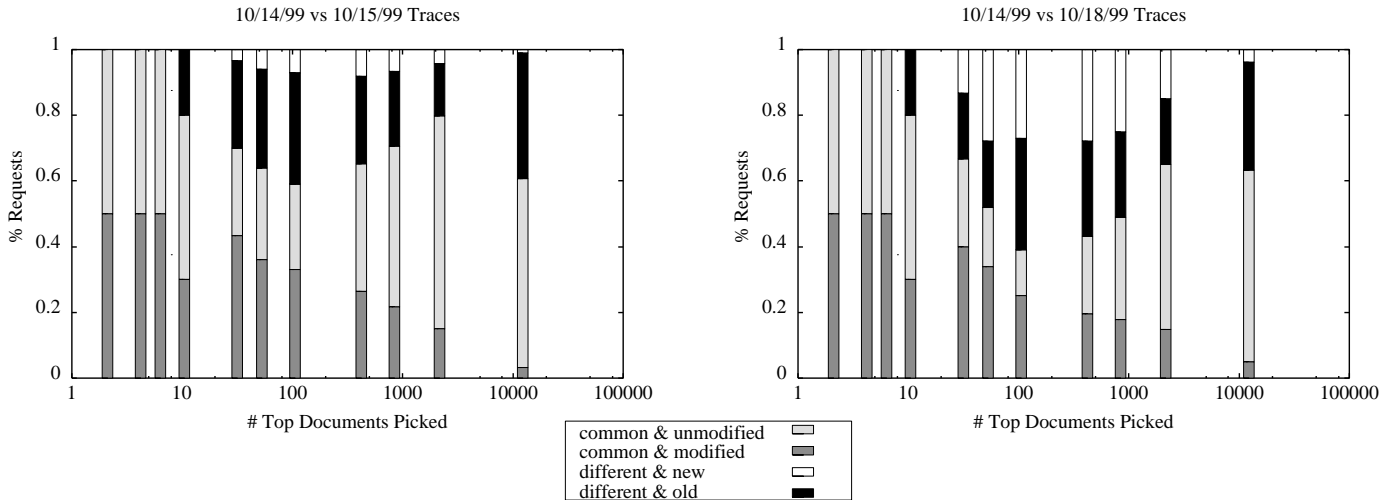 10/14/99 vs 10/15/99 Traces
1
0.8
0.6
0.4
0.2
0
% Requests
1 10 100 1000 10000 100000
# Top Documents Picked
10/14/99 vs 10/18/99 Traces
1
0.8
0.6
0.4
0.2
0
% Requests
1 10 100 1000 10000 100000
# Top Documents Picked
common & unmodified
common & modified
different & new
different & old